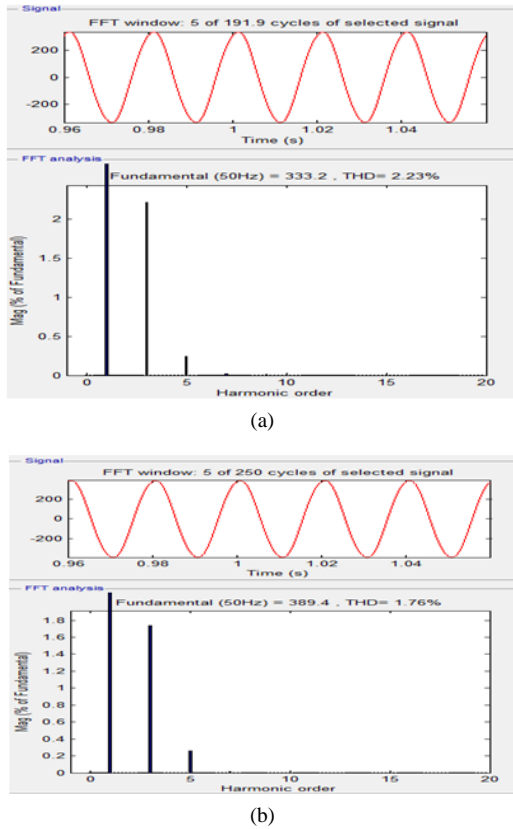 Signal
FFT window: 5 of 191.9 cycles of selected signal
200
0
-200
0.96 0.98 1 1.02 1.04
Time (s)
FFT analysis
Fundamental (50Hz) = 333.2 , THD= 2.23%
Mag (% of Fundamental)
2
1.5
1
0.5
0
0 5 10 15 20
Harmonic order
(a)
Signal
FFT window: 5 of 250 cycles of selected signal
200
0
-200
0.96 0.98 1 1.02 1.04
Time (s)
FFT analysis
Fundamental (50Hz) = 389.4 , THD= 1.76%
Mag (% of Fundamental)
1.8
1.6
1.4
1.2
1
0.8
0.6
0.4
0.2
0
0 5 10 15 20
Harmonic order
(b)